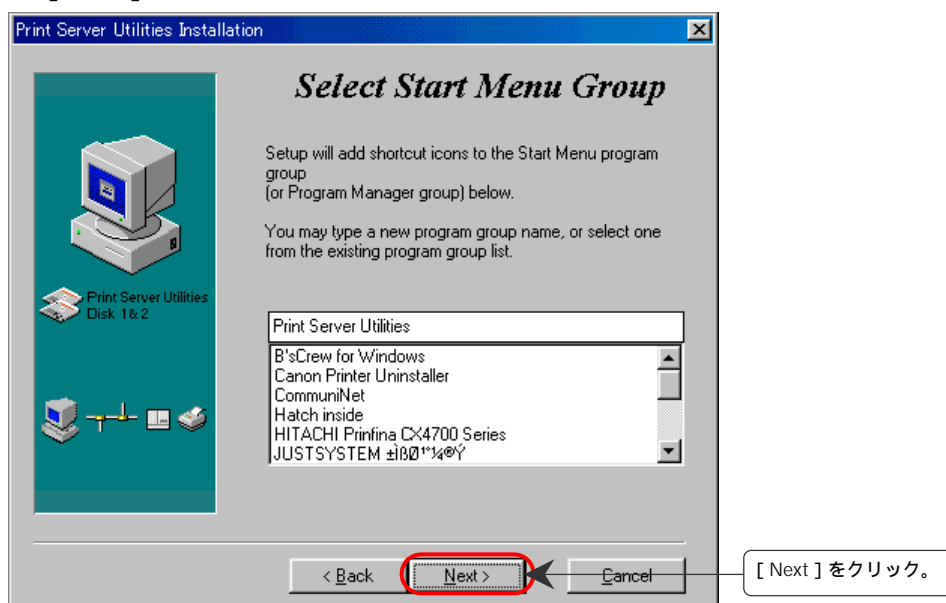 Print Server Utilities Installation
Select Start Menu Group
Setup will add shortcut icons to the Start Menu program
group
(or Program Manager group) below.
You may type a new program group name, or select one
from the existing program group list.
Print Server Utilities
Disk 1&2
Print Server Utilities
B'sCrew for Windows
Canon Printer Uninstaller
CommuniNet
Hatch inside
HITACHI Prinfina CX4700 Series
JUSTSYSTEM ±ÌßØ¹°¼®Ý
< Back
Next >
Cancel
[ Next ] をクリック。